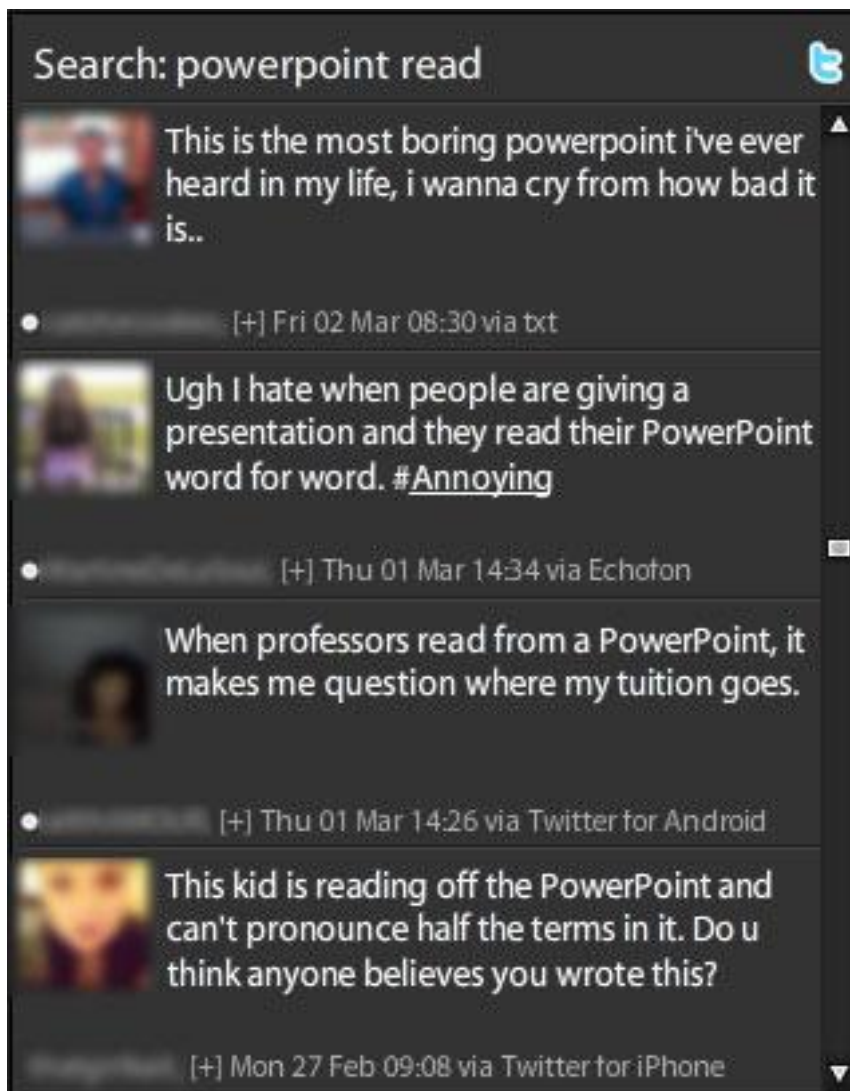 Search: powerpoint read
This is the most boring powerpoint i've ever
heard in my life, i wanna cry from how bad it
is..
[+] Fri 02 Mar 08:30 via txt
Ugh I hate when people are giving a
presentation and they read their PowerPoint
word for word. #Annoying
[+] Thu 01 Mar 14:34 via Echofon
When professors read from a PowerPoint, it
makes me question where my tuition goes.
[+] Thu 01 Mar 14:26 via Twitter for Android
This kid is reading off the PowerPoint and
can't pronounce half the terms in it. Do u
think anyone believes you wrote this?
[+] Mon 27 Feb 09:08 via Twitter for iPhone